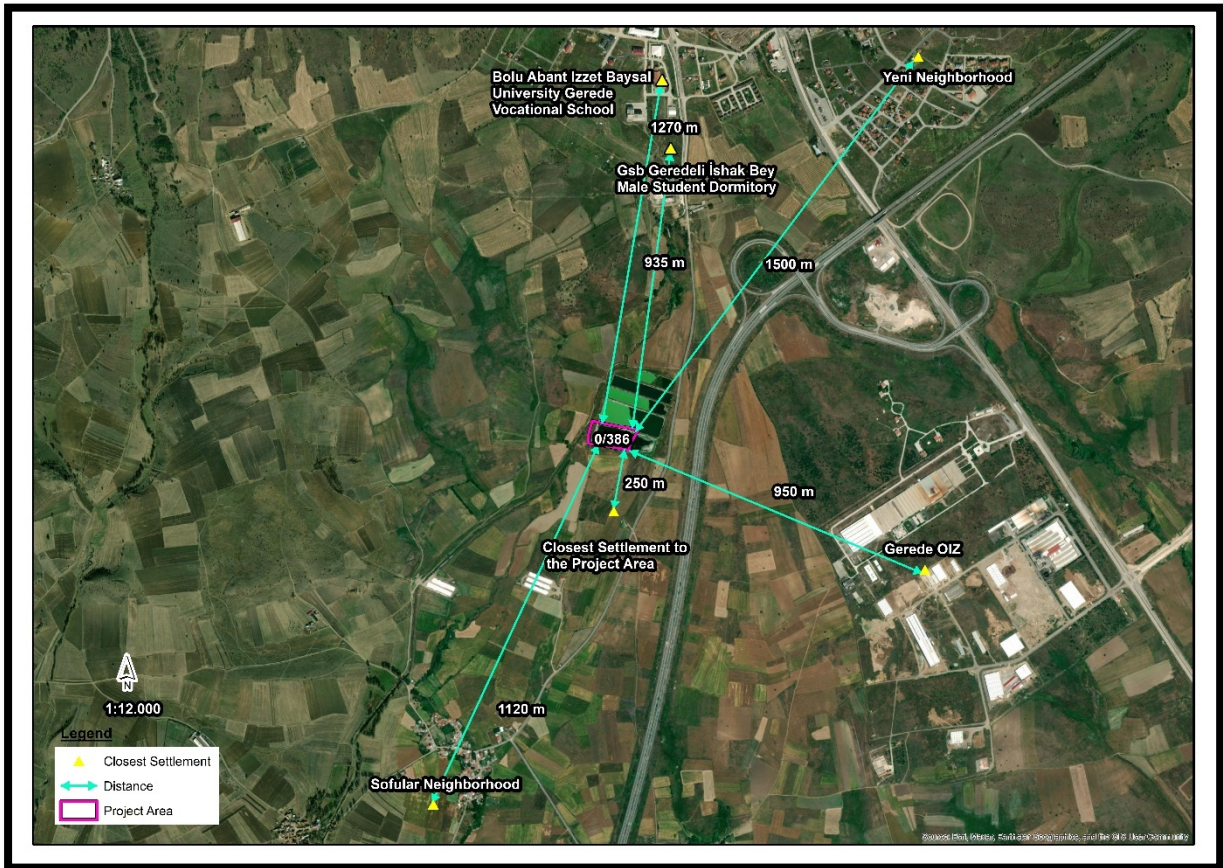 Bolu Abant Izzet Baysal
University Gerede
Vocational School
Yeni Neighborhood
1270 m
Gsb Geredeli İshak Bey
Male Student Dormitory
935 m
1500 m
0/386
250 m
950 m
Closest Settlement to
the Project Area
Gerede OIZ
1120 m
Sofular Neighborhood
N
1:12.000
Legend
Closest Settlement
Distance
Project Area
Source: Esri, Maxar, Earthstar Geographics, and the GIS User Community